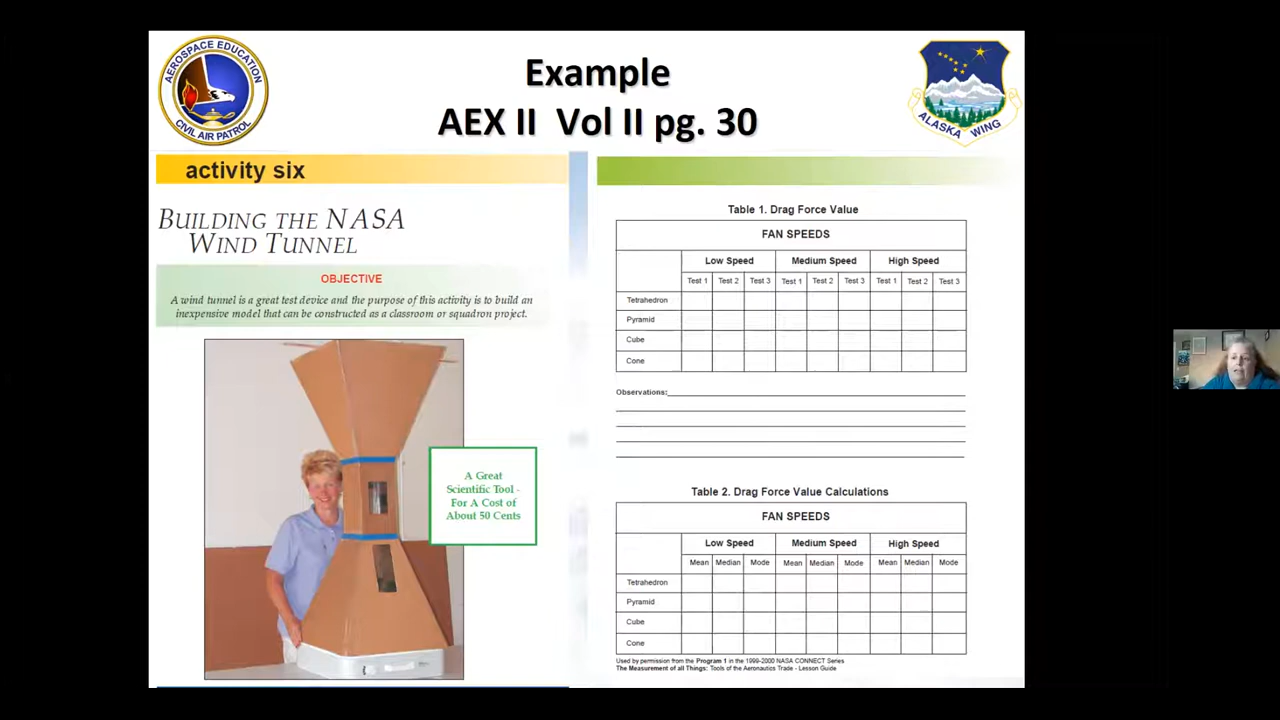 AEROSPACE EDUCATION
CIVIL AIR PATROL
Example
AEX II Vol II pg. 30
ALASKA WING
activity six
BUILDING THE NASA
WIND TUNNEL
OBJECTIVE
A wind tunnel is a great test device and the purpose of this activity is to build an
inexpensive model that can be constructed as a classroom or squadron project.
A Great
Scientific Tool -
For A Cost of
About 50 Cents
Table 1. Drag Force Value
FAN SPEEDS
Low Speed Medium Speed High Speed
Test 1 Test 2 Test 3 Test 1 Test 2 Test 3 Test 1 Test 2 Test 3
Tetrahedron
Pyramid
Cube
Cone
Observations:
Table 2. Drag Force Value Calculations
FAN SPEEDS
Low Speed Medium Speed High Speed
Mean Median Mode Mean Median Mode Mean Median Mode
Tetrahedron
Pyramid
Cube
Cone
Used by permission from the Program 1 in the 1999-2000 NASA CONNECT Series
The Measurement of all Things: Tools of the Aeronautics Trade - Lesson Guide